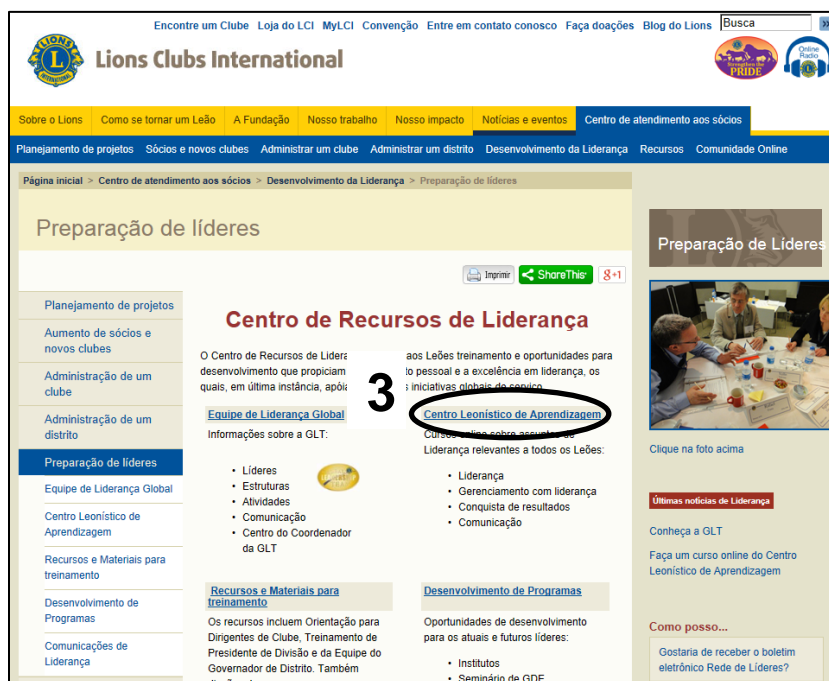 Encontre um Clube Loja do LCI MyLCI Convenção Entre em contato conosco Faça doações Blog do Lions Busca
Lions Clubs International
LIONS
L
INTERNATIONAL
Strengthen the
PRIDE
Online
Radio
Sobre o Lions Como se tornar um Leão A Fundação Nosso trabalho Nosso impacto Notícias e eventos Centro de atendimento aos sócios
Planejamento de projetos Sócios e novos clubes Administrar um clube Administrar um distrito Desenvolvimento da Liderança Recursos Comunidade Online
Página inicial > Centro de atendimento aos sócios > Desenvolvimento da Liderança > Preparação de líderes
Preparação de líderes
Imprimir ShareThis g+1
Planejamento de projetos
Aumento de sócios e
novos clubes
Administração de um
clube
Administração de um
distrito
Preparação de líderes
Equipe de Liderança Global
Centro Leonístico de
Aprendizagem
Recursos e Materiais para
treinamento
Desenvolvimento de
Programas
Comunicações de
Liderança
Centro de Recursos de Liderança
O Centro de Recursos de Lidera aos Leões treinamento e oportunidades para
desenvolvimento que propiciam o pessoal e a excelência em liderança, os
quais, em última instância, apóia iniciativas globais de serviço
3
Equipe de Liderança Global
Informações sobre a GLT:
• Líderes
• Estruturas
• Atividades
• Comunicação
• Centro do Coordenador
da GLT
Centro Leonístico de Aprendizagem
Cursos online sobre assuntos de
Liderança relevantes a todos os Leões:
• Liderança
• Gerenciamento com liderança
• Conquista de resultados
• Comunicação
Recursos e Materiais para
treinamento
Os recursos incluem Orientação para
Dirigentes de Clube, Treinamento de
Presidente de Divisão e da Equipe do
Governador de Distrito. Também
Desenvolvimento de Programas
Oportunidades de desenvolvimento
para os atuais e futuros líderes:
• Institutos
• Seminário de GDE
Preparação de Líderes
Clique na foto acima
Últimas notícias de Liderança
Conheça a GLT
Faça um curso online do Centro
Leonístico de Aprendizagem
Como posso...
Gostaria de receber o boletim
eletrônico Rede de Líderes?